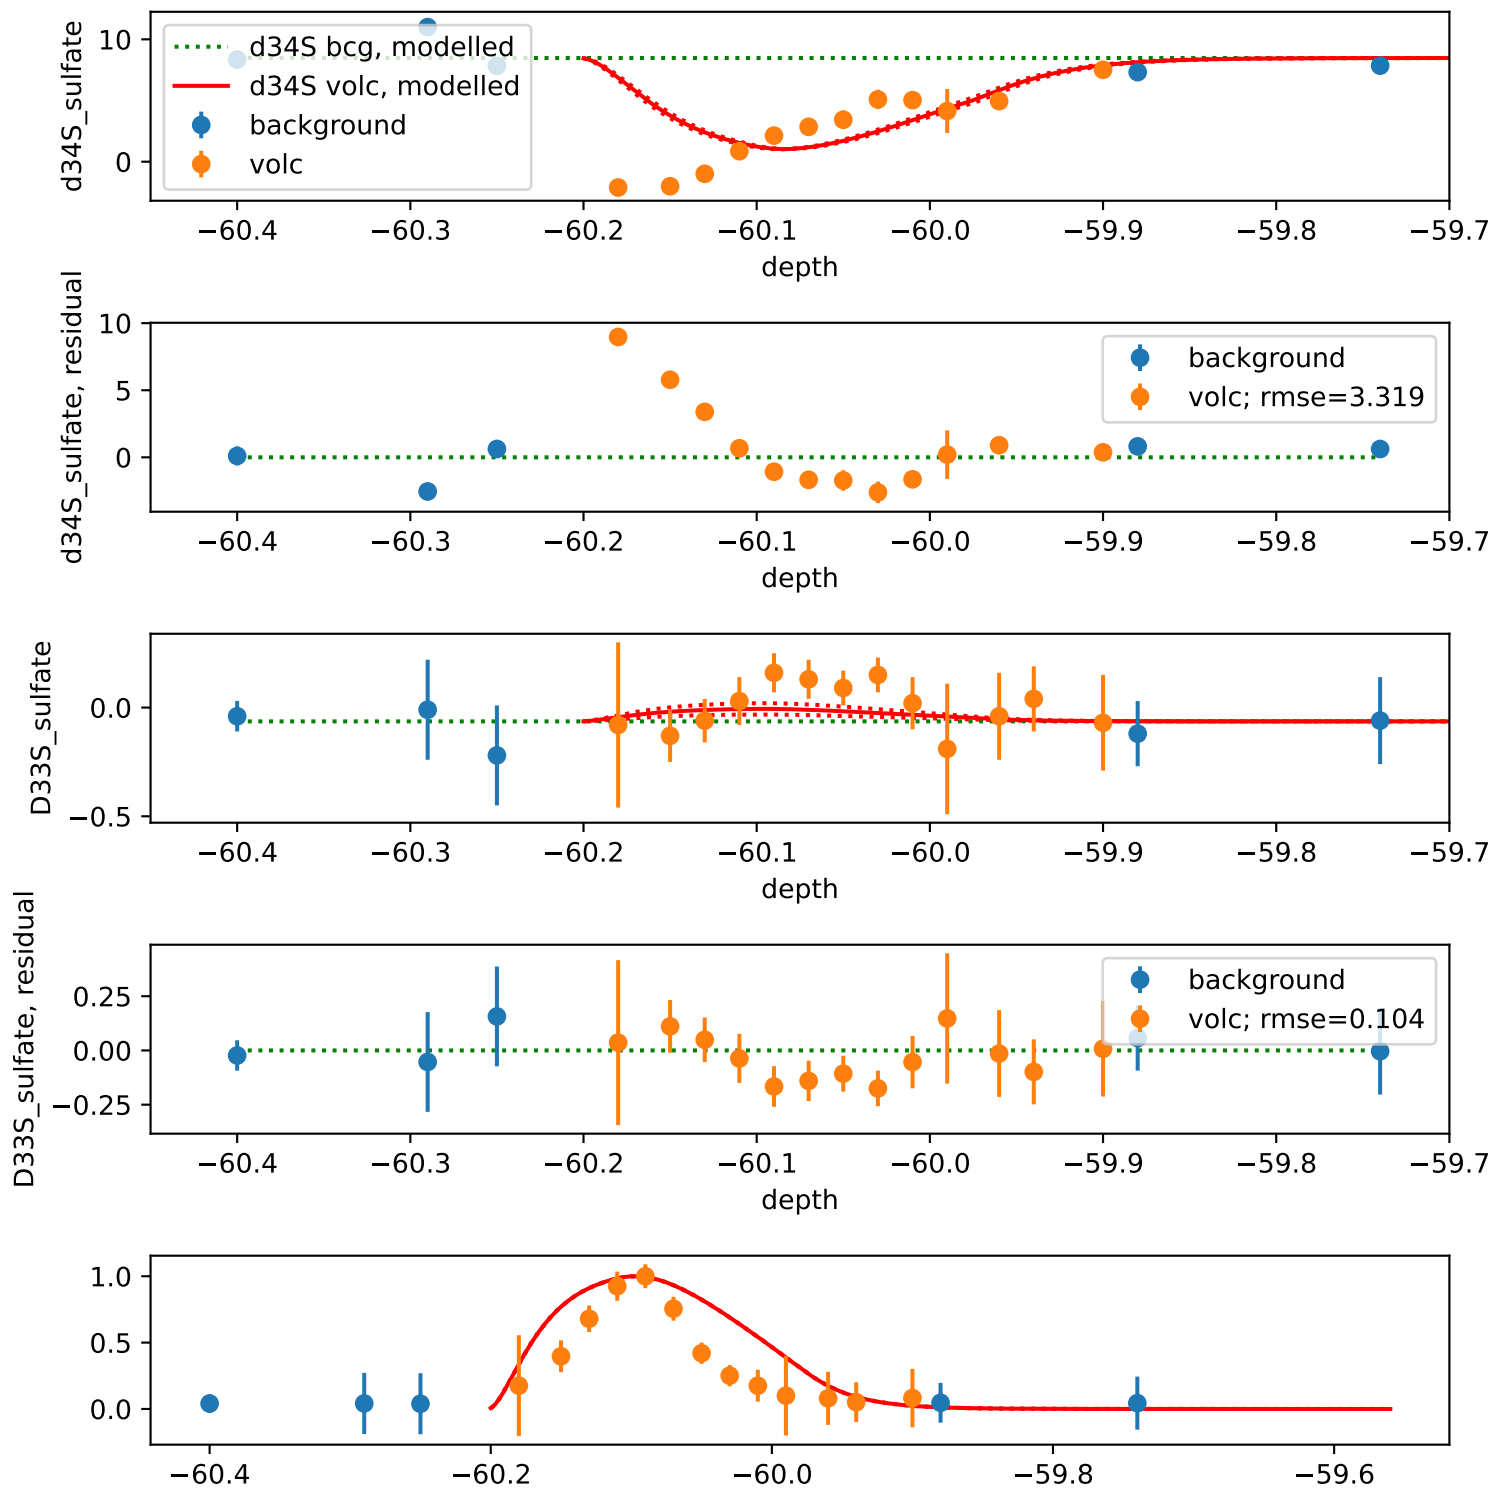 d34S_sulfate
10
0
d34S bcg, modelled
d34S volc, modelled
background
volc
−60.4 −60.3 −60.2 −60.1 −60.0 −59.9 −59.8 −59.7
depth
d34S_sulfate, residual
10
5
0
background
volc; rmse=3.319
−60.4 −60.3 −60.2 −60.1 −60.0 −59.9 −59.8 −59.7
depth
D33S_sulfate
0.0
−0.5
−60.4 −60.3 −60.2 −60.1 −60.0 −59.9 −59.8 −59.7
depth
D33S_sulfate, residual
0.25
0.00
−0.25
background
volc; rmse=0.104
−60.4 −60.3 −60.2 −60.1 −60.0 −59.9 −59.8 −59.7
depth
1.0
0.5
0.0
−60.4 −60.2 −60.0 −59.8 −59.6